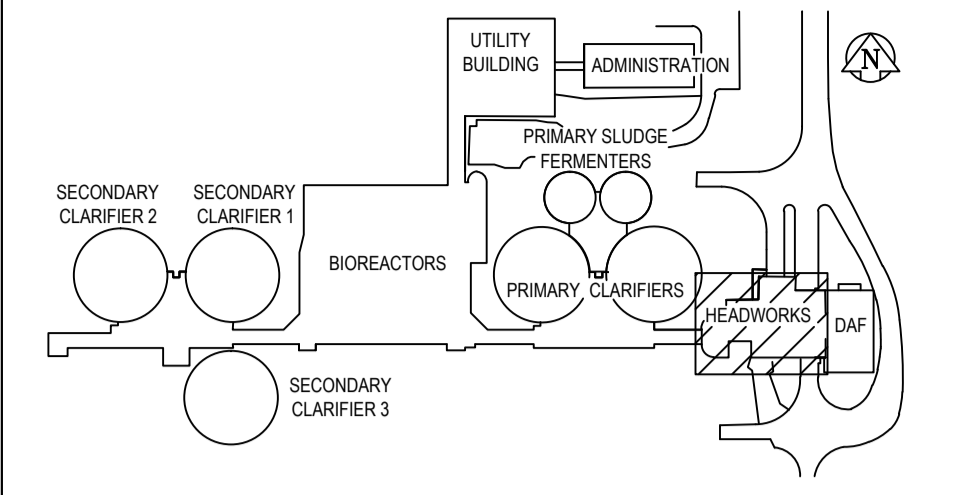 UTILITY
BUILDING
ADMINISTRATION
N
PRIMARY SLUDGE
FERMENTERS
SECONDARY
CLARIFIER 2
SECONDARY
CLARIFIER 1
BIOREACTORS
PRIMARY CLARIFIERS
HEADWORKS
DAF
SECONDARY
CLARIFIER 3